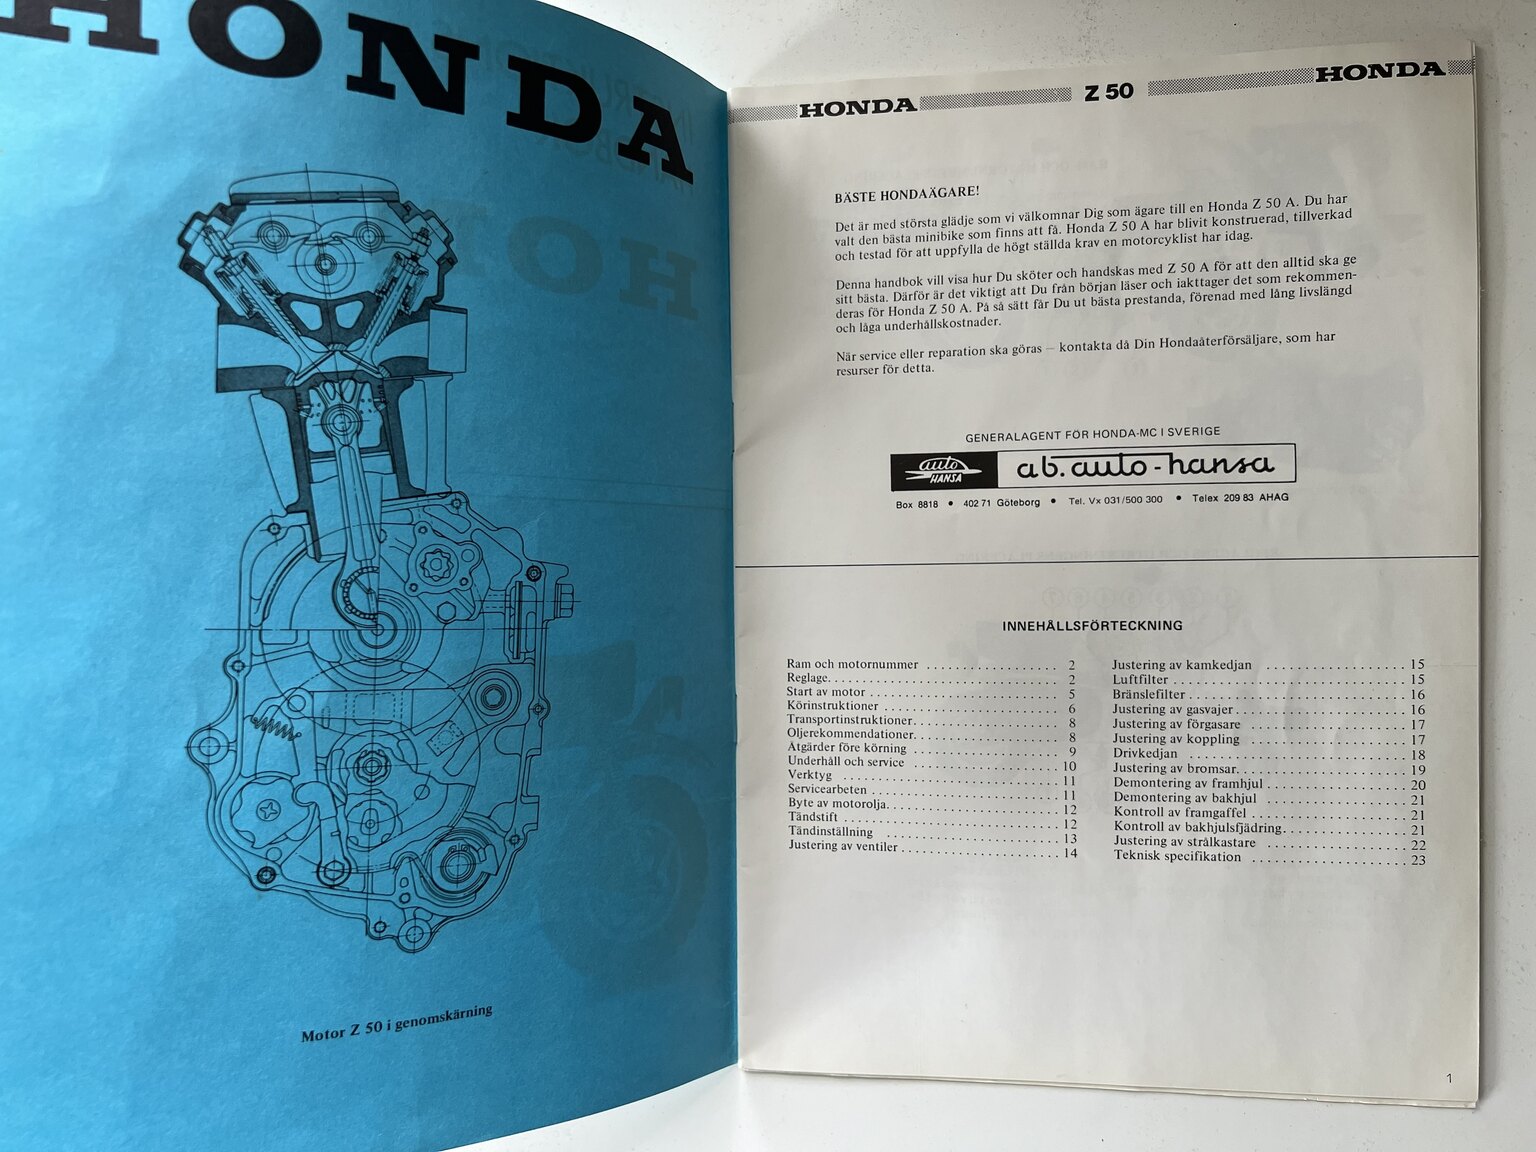 HONDA
Motor Z 50 i genomskärning
HONDA Z 50 HONDA
BÄSTE HONDAÄGARE!
Det är med största glädje som vi välkomnar Dig som ägare till en Honda Z 50 A. Du har
valt den bästa minibike som finns att få. Honda Z 50 A har blivit konstruerad, tillverkad
och testad för att uppfylla de högt ställda krav en motorcyklist har idag.
Denna handbok vill visa hur Du sköter och handskas med Z 50 A för att den alltid ska ge
sitt bästa. Därför är det viktigt att Du från början läser och iakttager det som rekommen-
deras för Honda Z 50 A. På så sätt får Du ut bästa prestanda, förenad med lång livslängd
och låga underhållskostnader.
När service eller reparation ska göras – kontakta då Din Hondaåterförsäljare, som har
resurser för detta.
GENERALAGENT FÖR HONDA-MC I SVERIGE
auto
HANSA
ab. auto-hansa
Box 8818 • 402 71 Göteborg • Tel. Vx 031/500 300 • Telex 209 83 AHAG
INNEHÅLLSFÖRTECKNING
Ram och motornummer . . . . . . . . . . . . . . . . . 2
Reglage. . . . . . . . . . . . . . . . . . . . . . . . . . . . . 2
Start av motor . . . . . . . . . . . . . . . . . . . . . . . . 5
Körinstruktioner . . . . . . . . . . . . . . . . . . . . . . 6
Transportinstruktioner. . . . . . . . . . . . . . . . . . 8
Oljerekommendationer. . . . . . . . . . . . . . . . . . 8
Åtgärder före körning . . . . . . . . . . . . . . . . . . 9
Underhåll och service . . . . . . . . . . . . . . . . . . 10
Verktyg . . . . . . . . . . . . . . . . . . . . . . . . . . . . 11
Servicearbeten . . . . . . . . . . . . . . . . . . . . . . . 11
Byte av motorolja. . . . . . . . . . . . . . . . . . . . . 12
Tändstift . . . . . . . . . . . . . . . . . . . . . . . . . . . 12
Tändinställning . . . . . . . . . . . . . . . . . . . . . . 13
Justering av ventiler . . . . . . . . . . . . . . . . . . . 14
Justering av kamkedjan . . . . . . . . . . . . . . . . . 15
Luftfilter . . . . . . . . . . . . . . . . . . . . . . . . . . . 15
Bränslefilter . . . . . . . . . . . . . . . . . . . . . . . . . 16
Justering av gasvajer . . . . . . . . . . . . . . . . . . . 16
Justering av förgasare . . . . . . . . . . . . . . . . . . 17
Justering av koppling . . . . . . . . . . . . . . . . . . 17
Drivkedjan . . . . . . . . . . . . . . . . . . . . . . . . . 18
Justering av bromsar. . . . . . . . . . . . . . . . . . . 19
Demontering av framhjul . . . . . . . . . . . . . . . . 20
Demontering av bakhjul . . . . . . . . . . . . . . . . . 21
Kontroll av framgaffel . . . . . . . . . . . . . . . . . . 21
Kontroll av bakhjulsfjädring. . . . . . . . . . . . . . 21
Justering av strålkastare . . . . . . . . . . . . . . . . 22
Teknisk specifikation . . . . . . . . . . . . . . . . . . 23
1